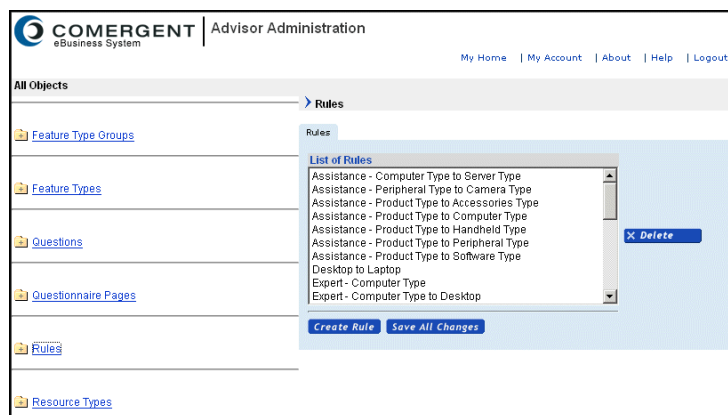 COMERGENT
eBusiness System
Advisor Administration
My Home | My Account | About | Help | Logout
All Objects
Feature Type Groups
Feature Types
Questions
Questionnaire Pages
Rules
Resource Types
Rules
Rules
List of Rules
Assistance - Computer Type to Server Type
Assistance - Peripheral Type to Camera Type
Assistance - Product Type to Accessories Type
Assistance - Product Type to Computer Type
Assistance - Product Type to Handheld Type
Assistance - Product Type to Peripheral Type
Assistance - Product Type to Software Type
Desktop to Laptop
Expert - Computer Type
Expert - Computer Type to Desktop
X Delete
Create Rule
Save All Changes